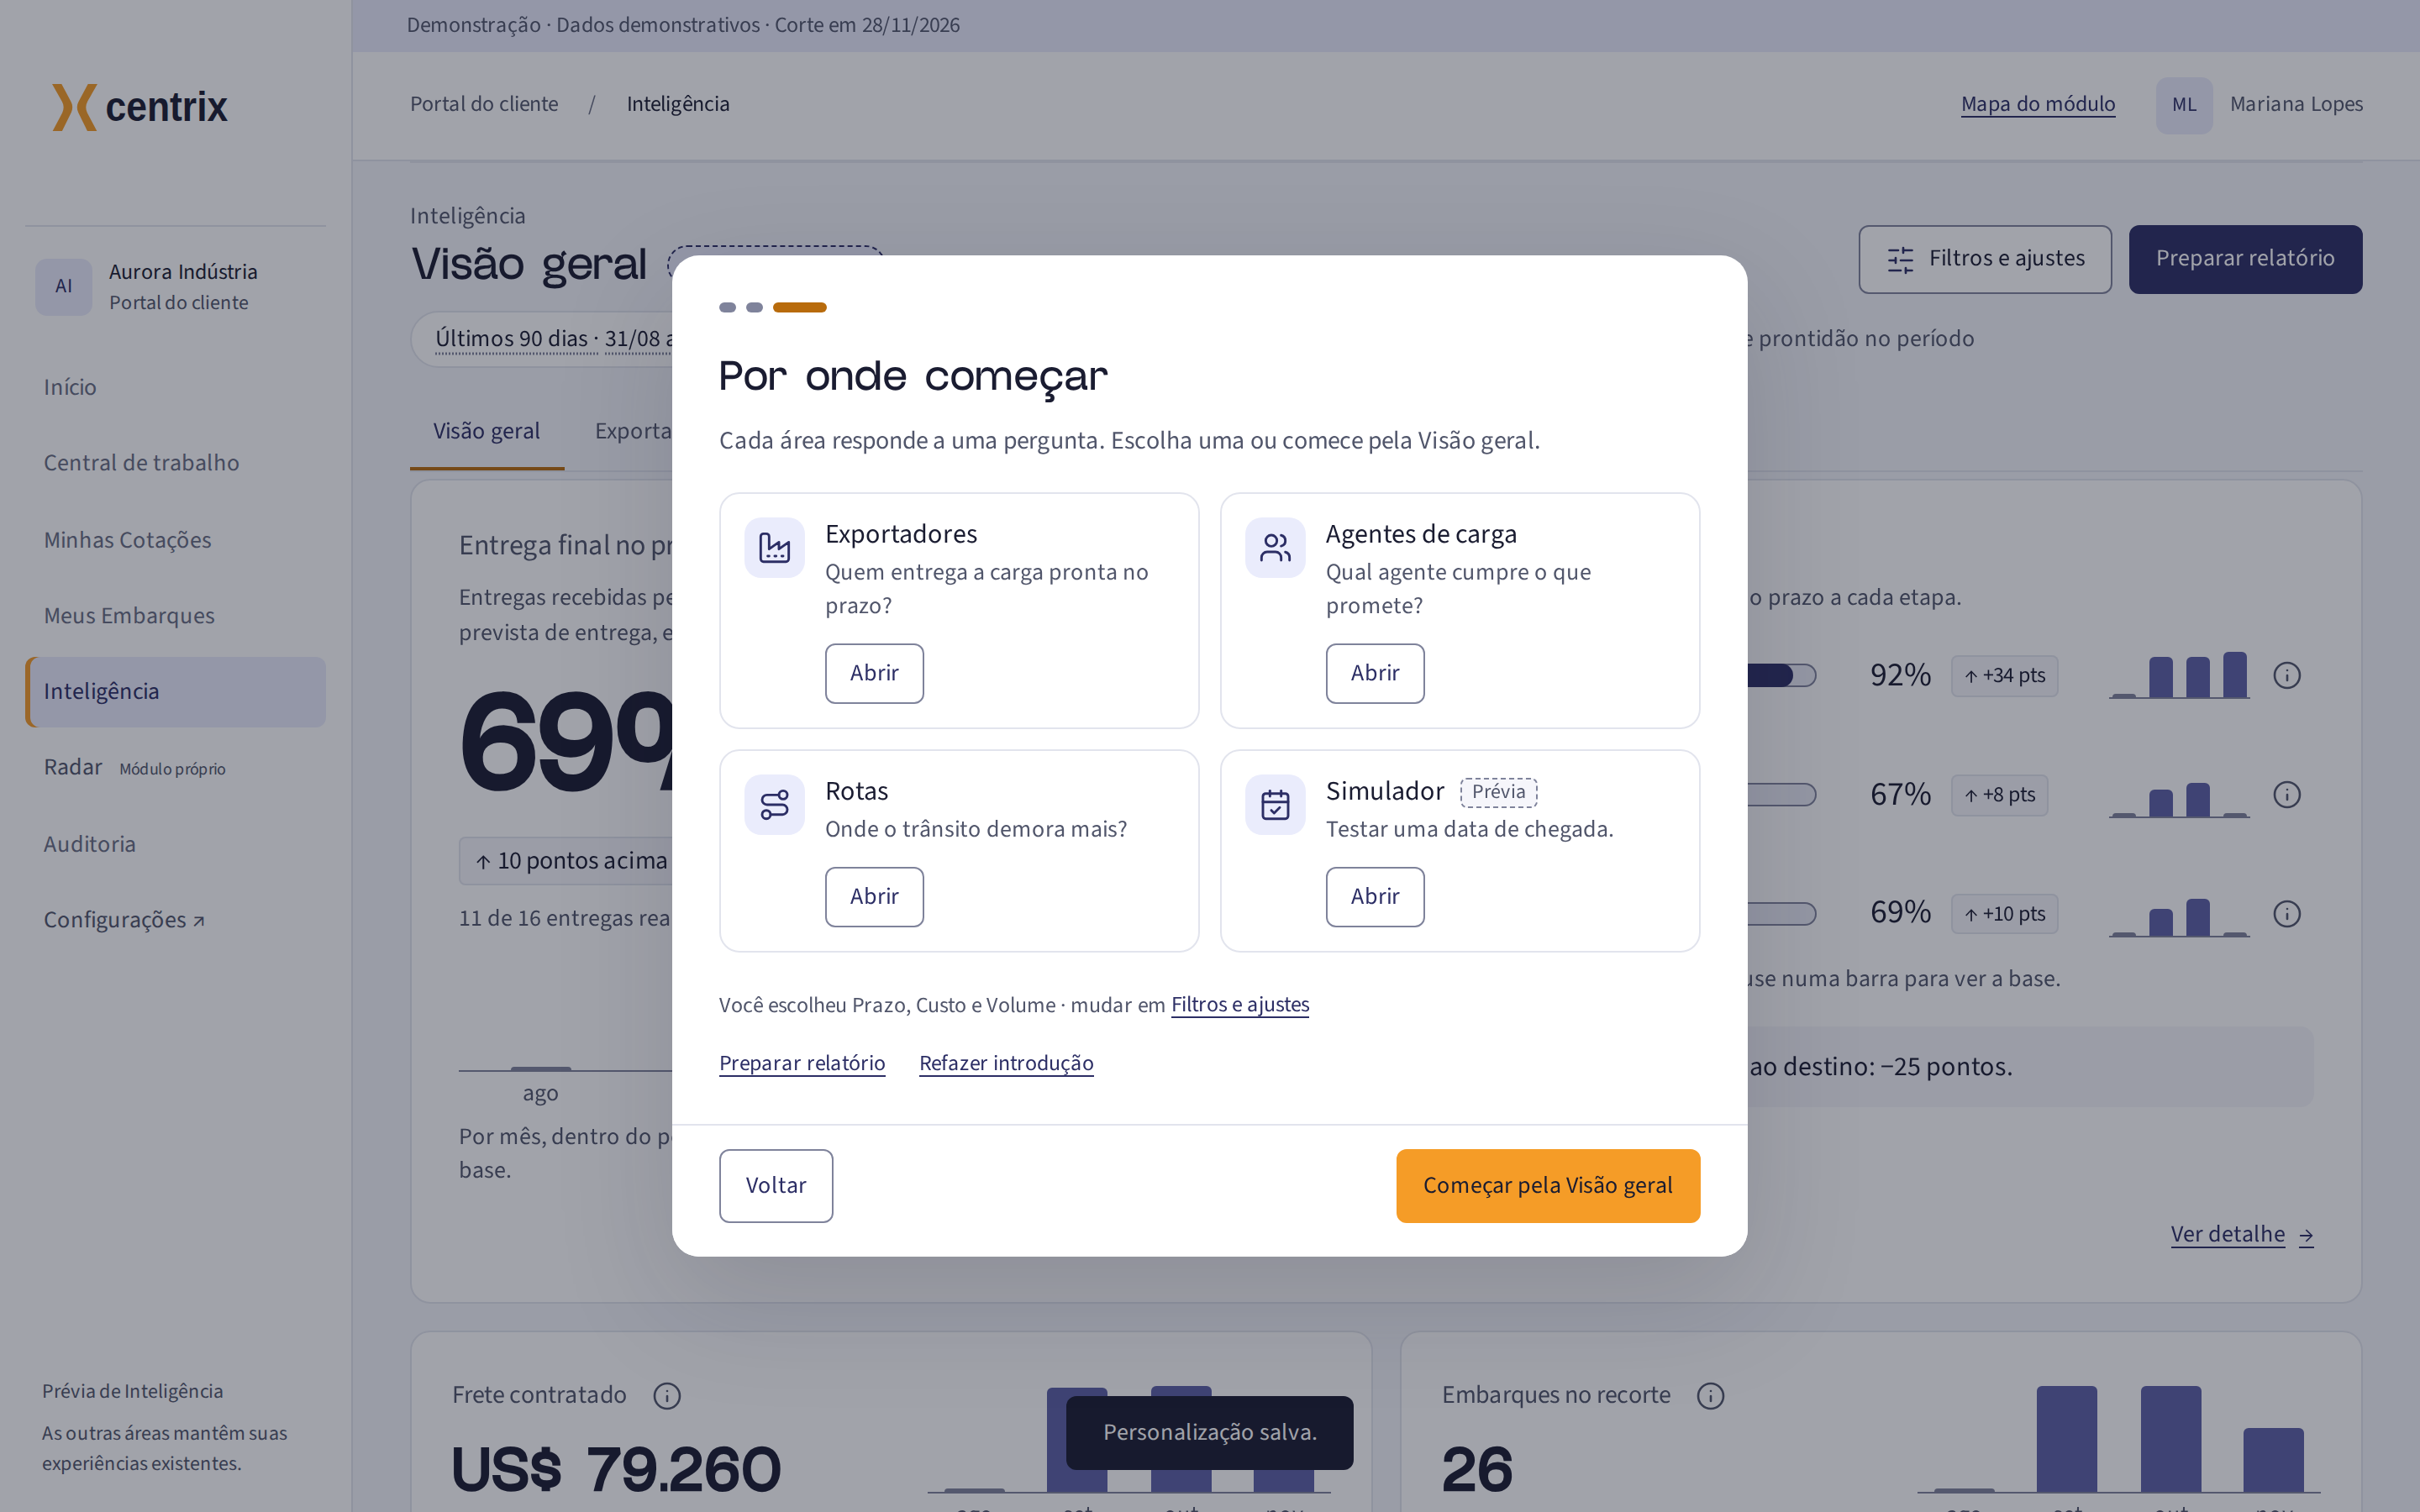 Demonstração · Dados demonstrativos · Corte em 28/11/2026
centrix
Portal do cliente / Inteligência
Mapa do módulo
ML
Mariana Lopes
AI
Aurora Indústria
Portal do cliente
Início
Central de trabalho
Minhas Cotações
Meus Embarques
Inteligência
Radar Módulo próprio
Auditoria
Configurações ↗
Prévia de Inteligência
As outras áreas mantêm suas
experiências existentes.
Inteligência
Visão geral
Filtros e ajustes
Preparar relatório
Últimos 90 dias · 31/08
prontidão no período
Visão geral
Entrega final no
Entregas recebidas
prevista de entrega,
69%
↑ 10 pontos acima
11 de 16 entregas
ago
Por mês, dentro do
base.
Por onde começar
Cada área responde a uma pergunta. Escolha uma ou comece pela Visão geral.
Exportadores
Quem entrega a carga pronta no
prazo?
Abrir
Agentes de carga
Qual agente cumpre o que
promete?
Abrir
Rotas
Onde o trânsito demora mais?
Abrir
Simulador Prévia
Testar uma data de chegada.
Abrir
Você escolheu Prazo, Custo e Volume · mudar em Filtros e ajustes
Preparar relatório Refazer introdução
Voltar
Começar pela Visão geral
o prazo a cada etapa.
92% ↑ +34 pts
67% ↑ +8 pts
69% ↑ +10 pts
numa barra para ver a base.
ao destino: −25 pontos.
Ver detalhe →
Frete contratado
US$ 79.260
Personalização salva.
Embarques no recorte
26